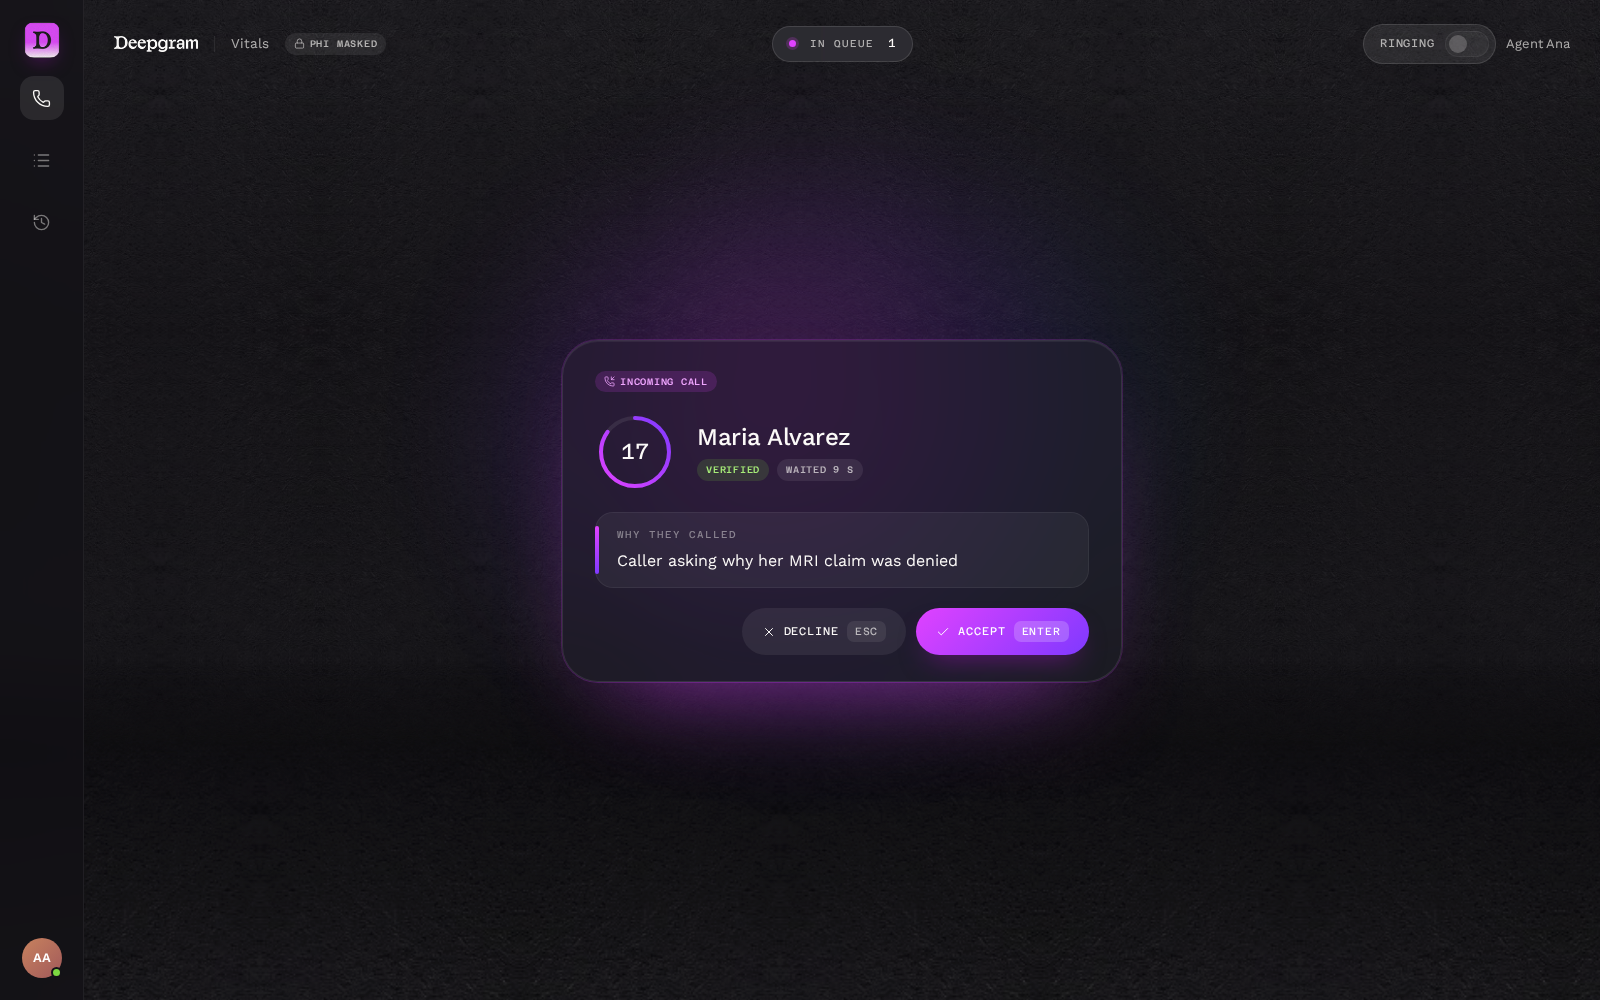 D
Deepgram
Vitals
PHI MASKED
IN QUEUE 1
RINGING
Agent Ana
INCOMING CALL
17
Maria Alvarez
VERIFIED
WAITED 9 S
WHY THEY CALLED
Caller asking why her MRI claim was denied
DECLINE ESC
ACCEPT ENTER
AA